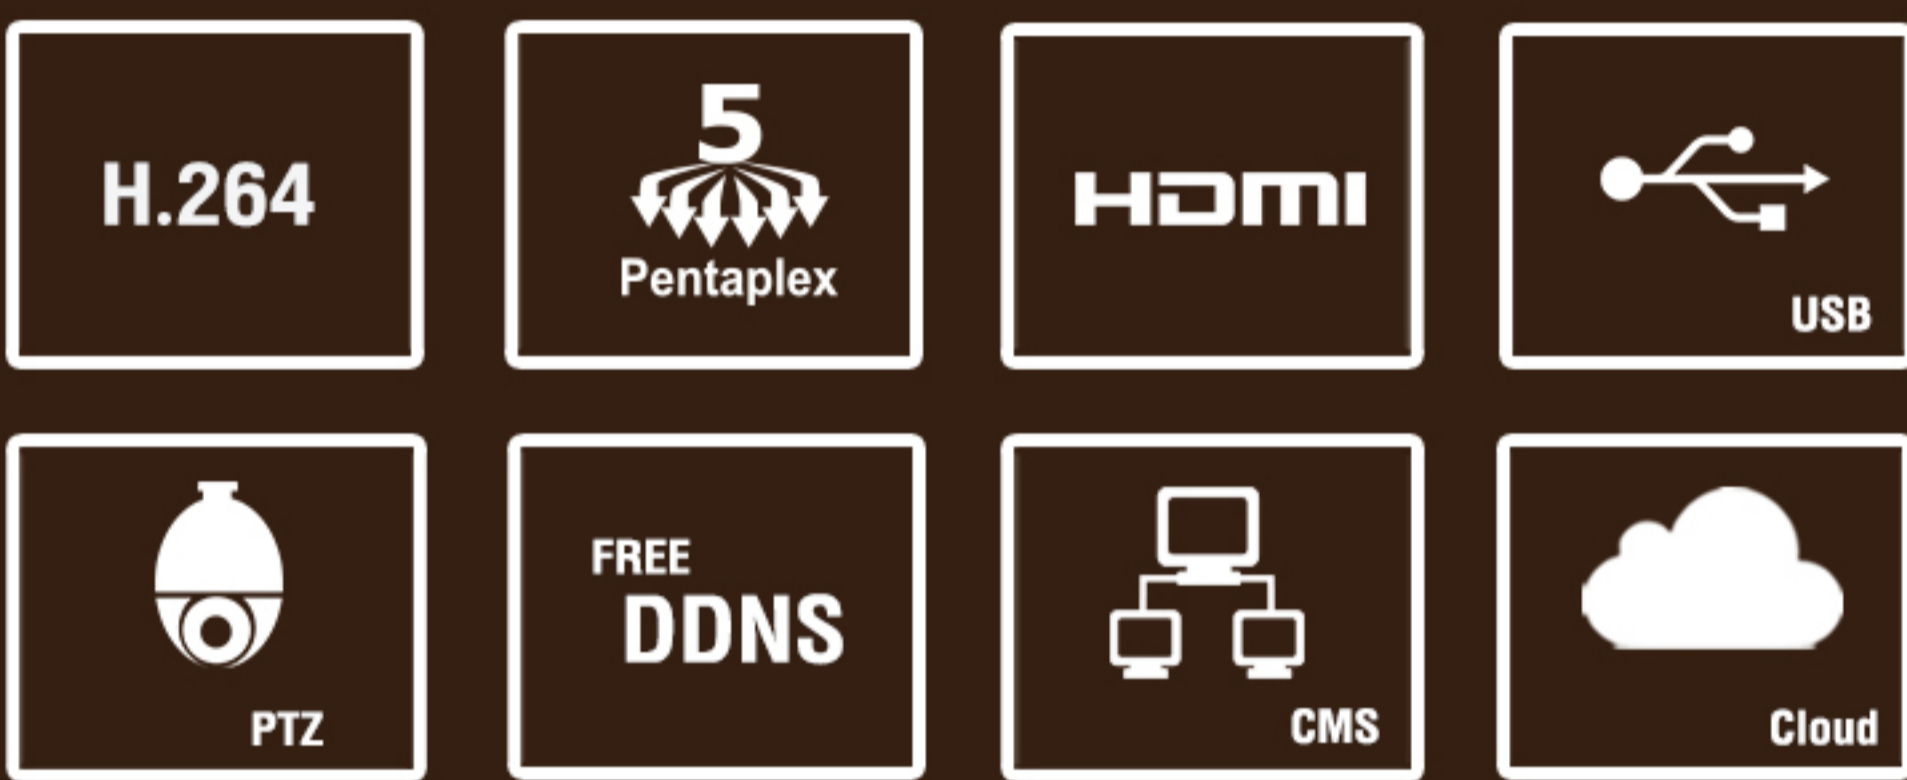 H.264
5
Pentaplex
HDMI
USB
PTZ
FREE
DDNS
CMS
Cloud